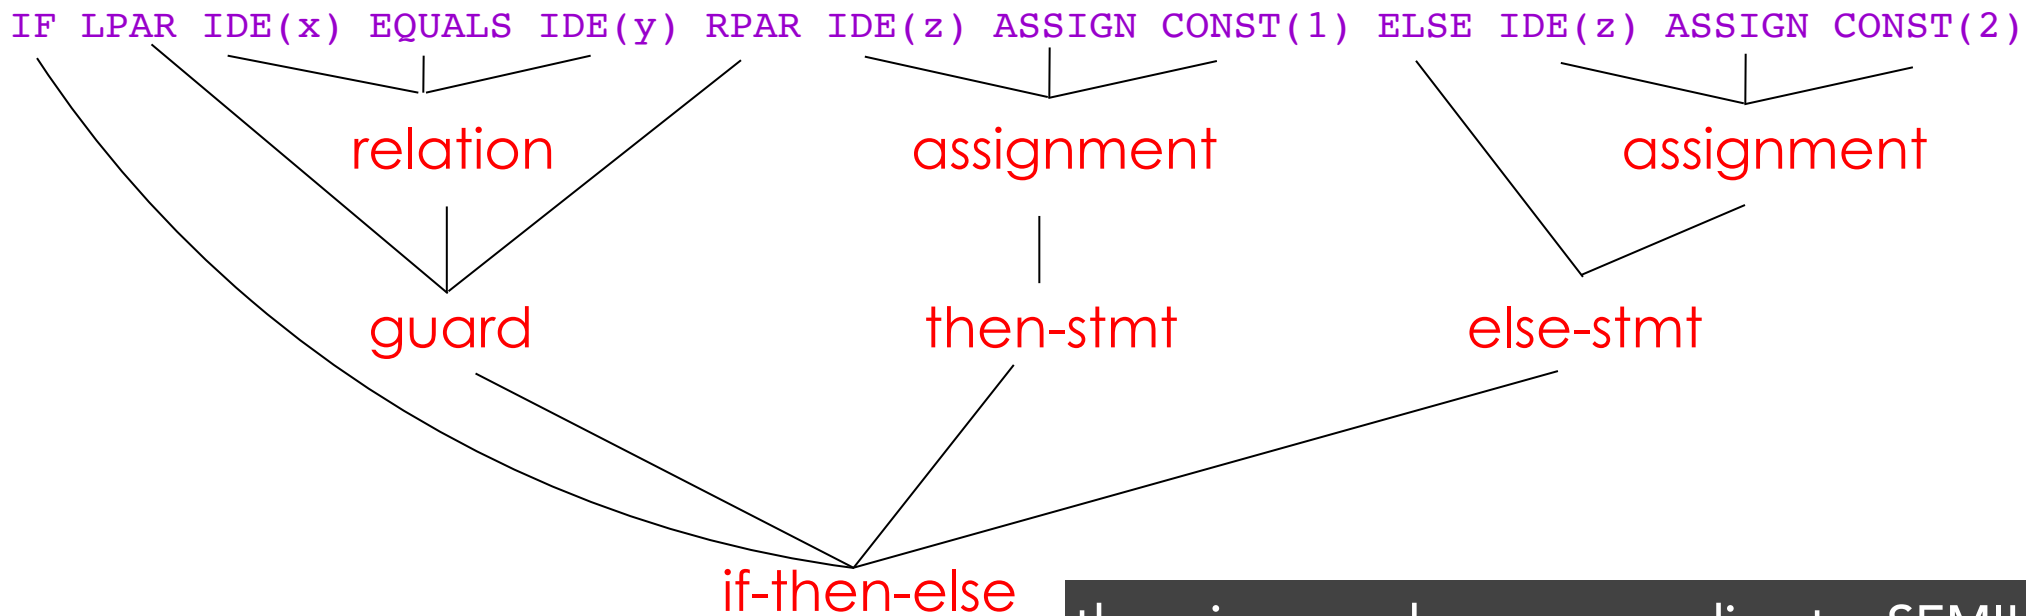 IF LPAR IDE(x) EQUALS IDE(y) RPAR IDE(z) ASSIGN CONST(1) ELSE IDE(z) ASSIGN CONST(2)
relation assignment assignment
guard then-stmt else-stmt
if-then-else